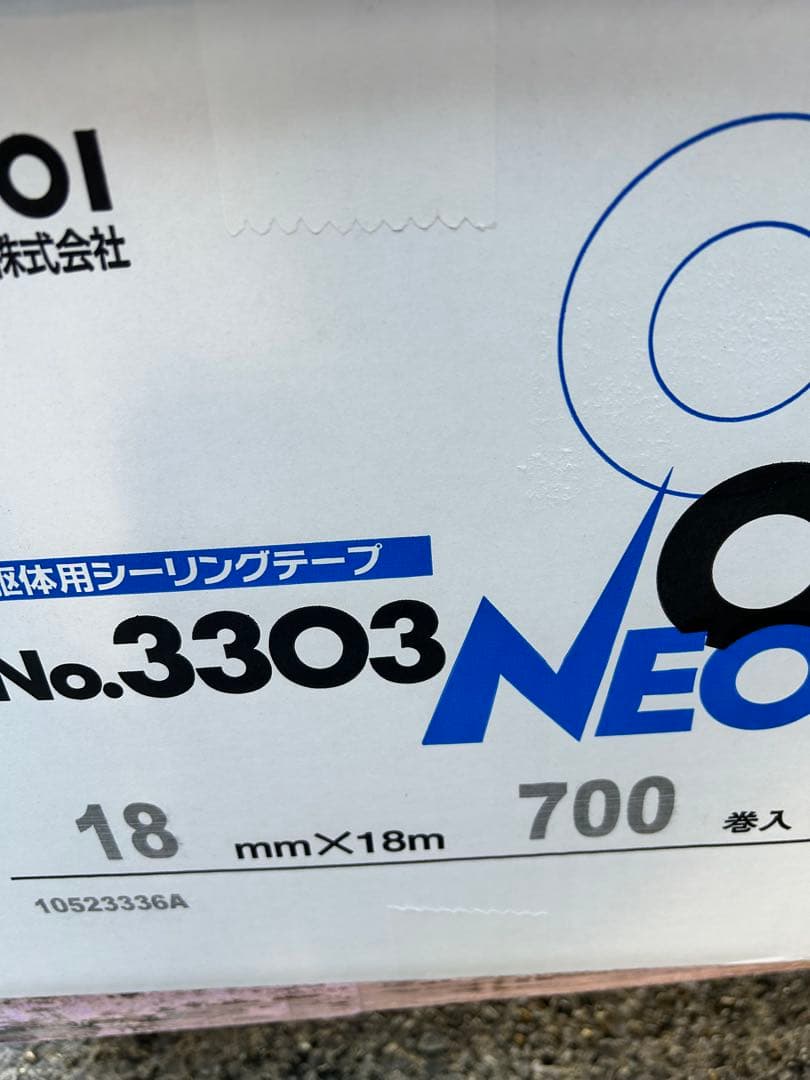 OI
株式会社
躯体用シーリングテープ
No.3303 NEO
18 mm×18m 700 巻入
10523336A